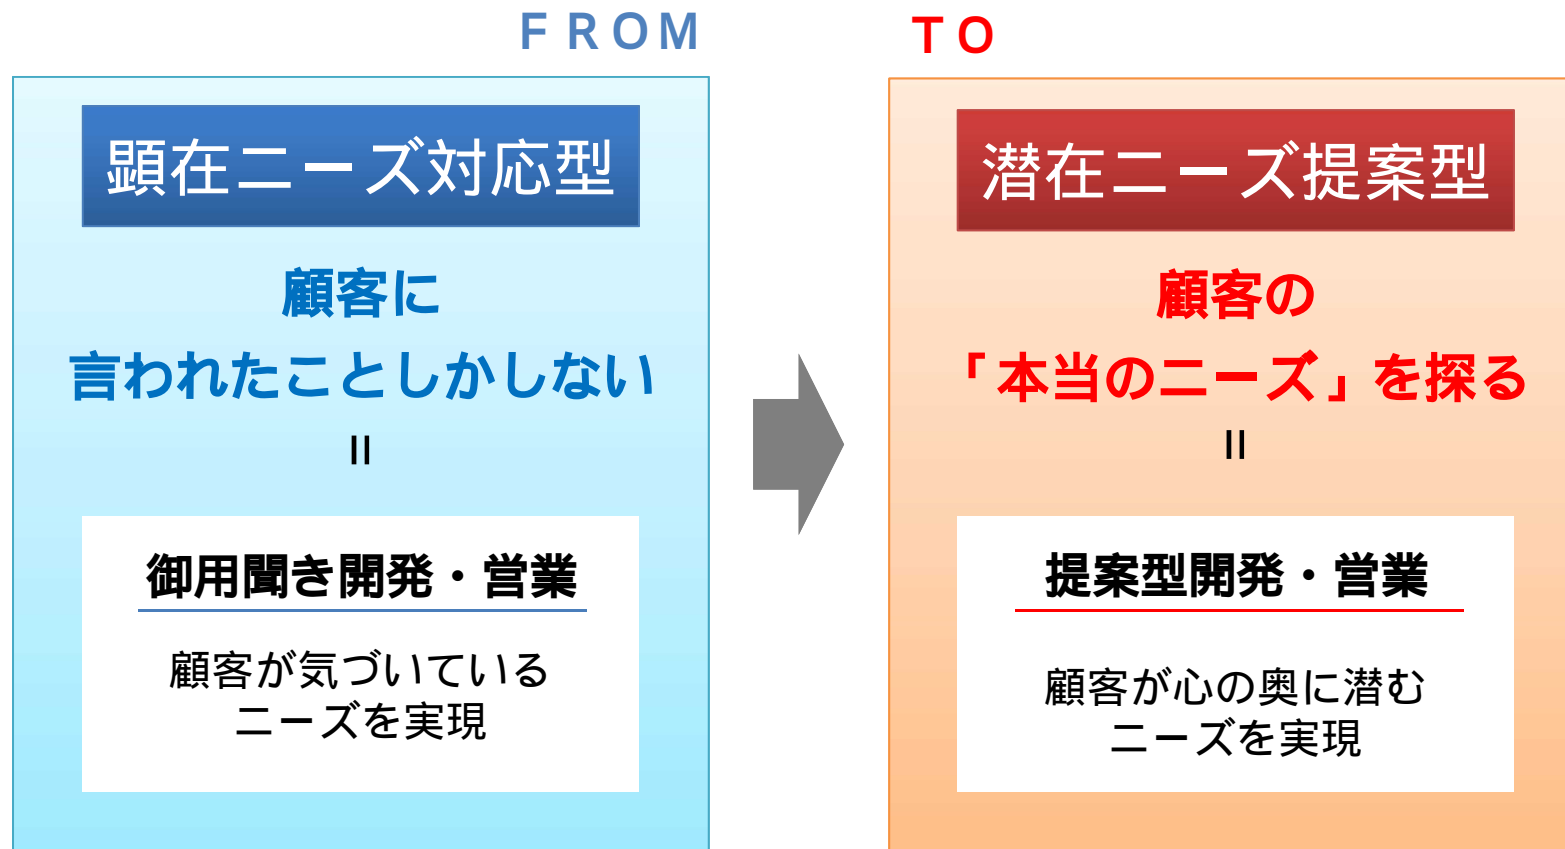 ＦＲＯＭ
顕在ニーズ対応型
顧客に
言われたことしかしない
＝
御用聞き開発・営業
顧客が気づいている
ニーズを実現
ＴＯ
潜在ニーズ提案型
顧客の
「本当のニーズ」を探る
＝
提案型開発・営業
顧客が心の奥に潜む
ニーズを実現